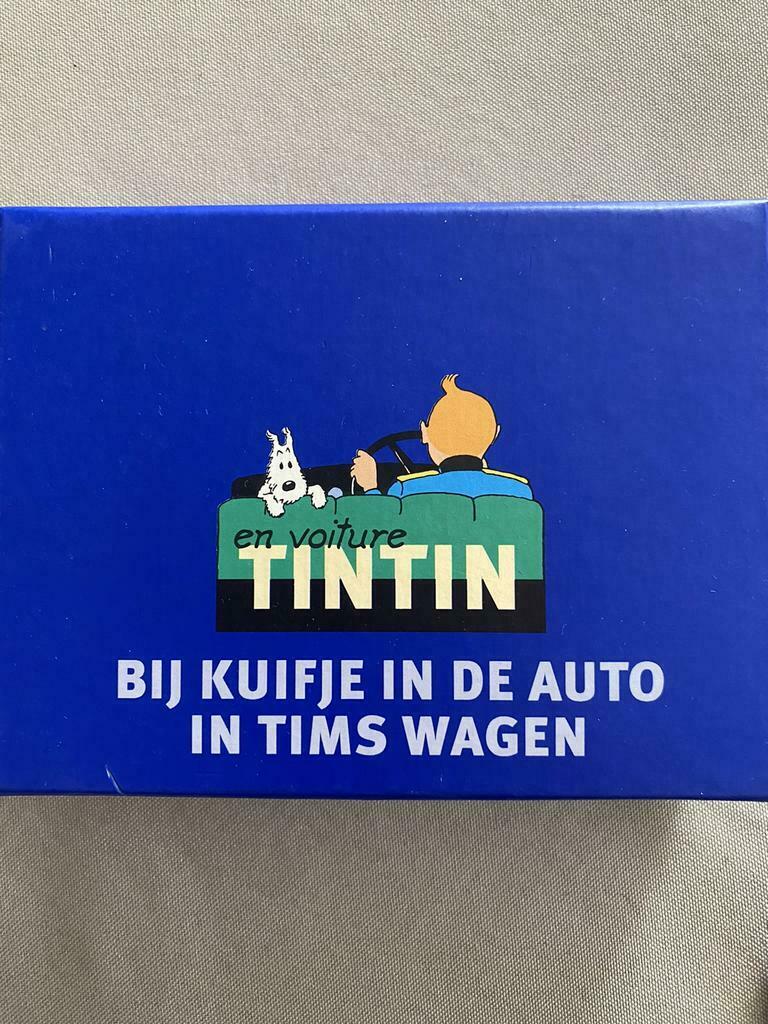 en voiture
TINTIN
BIJ KUIFJE IN DE AUTO
IN TIMS WAGEN